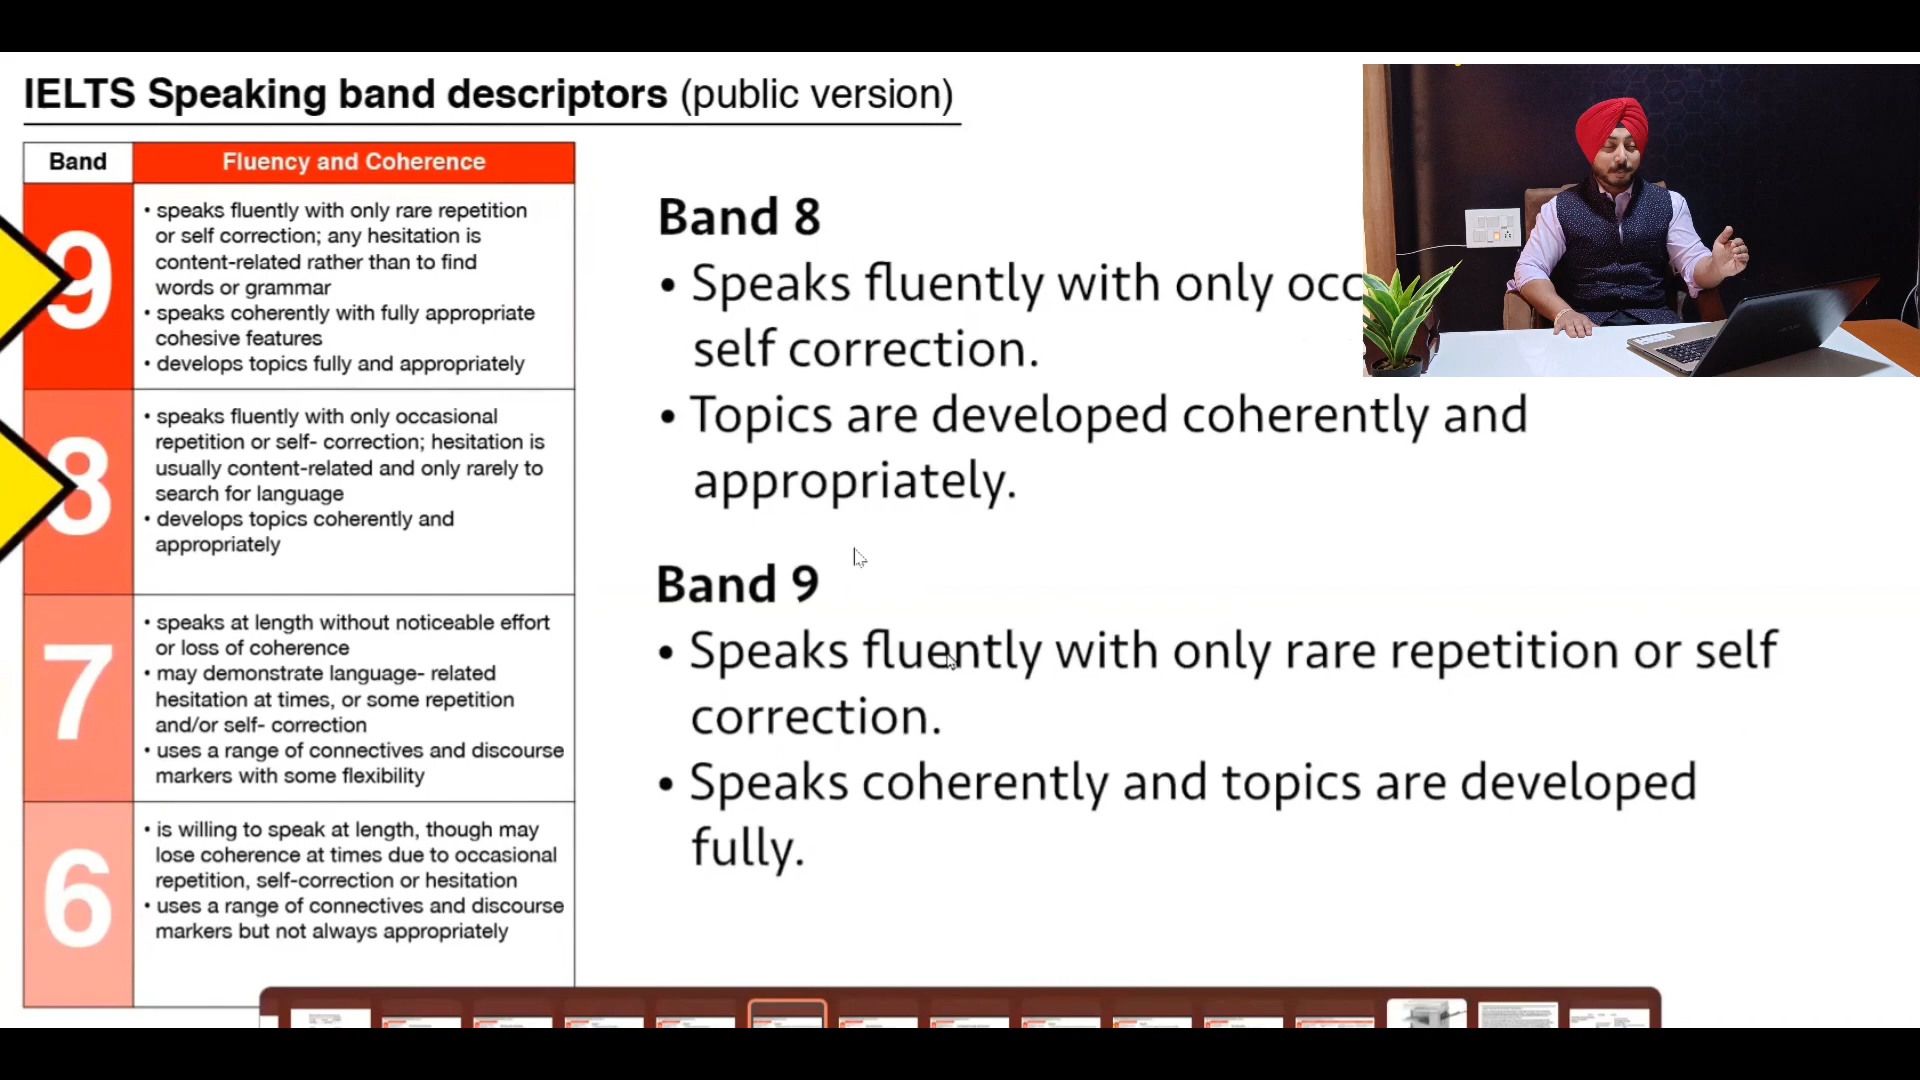 IELTS Speaking band descriptors (public version)
Band
Fluency and Coherence
9
• speaks fluently with only rare repetition
or self correction; any hesitation is
content-related rather than to find
words or grammar
• speaks coherently with fully appropriate
cohesive features
• develops topics fully and appropriately
8
• speaks fluently with only occasional
repetition or self- correction; hesitation is
usually content-related and only rarely to
search for language
• develops topics coherently and
appropriately
7
• speaks at length without noticeable effort
or loss of coherence
• may demonstrate language- related
hesitation at times, or some repetition
and/or self- correction
• uses a range of connectives and discourse
markers with some flexibility
6
• is willing to speak at length, though may
lose coherence at times due to occasional
repetition, self-correction or hesitation
• uses a range of connectives and discourse
markers but not always appropriately
Band 8
• Speaks fluently with only occ
self correction.
• Topics are developed coherently and
appropriately.
Band 9
• Speaks fluently with only rare repetition or self
correction.
• Speaks coherently and topics are developed
fully.